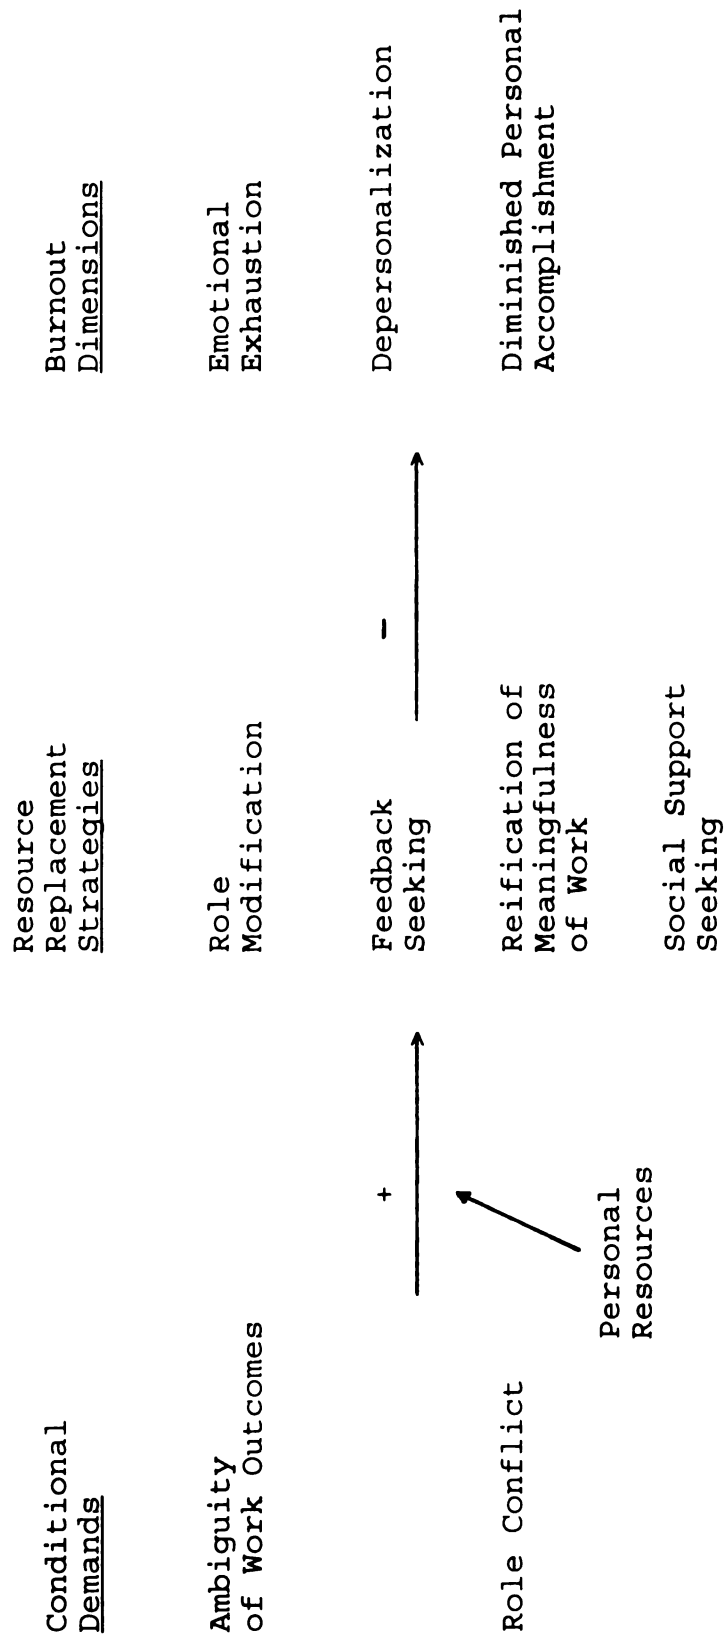 Conditional
Demands
Ambiguity
of Work Outcomes
Role Conflict
+
Personal
Resources
Resource
Replacement
Strategies
Role
Modification
Feedback
Seeking
Reification of
Meaningfulness
of Work
Social Support
Seeking
-
Burnout
Dimensions
Emotional
Exhaustion
Depersonalization
Diminished Personal
Accomplishment